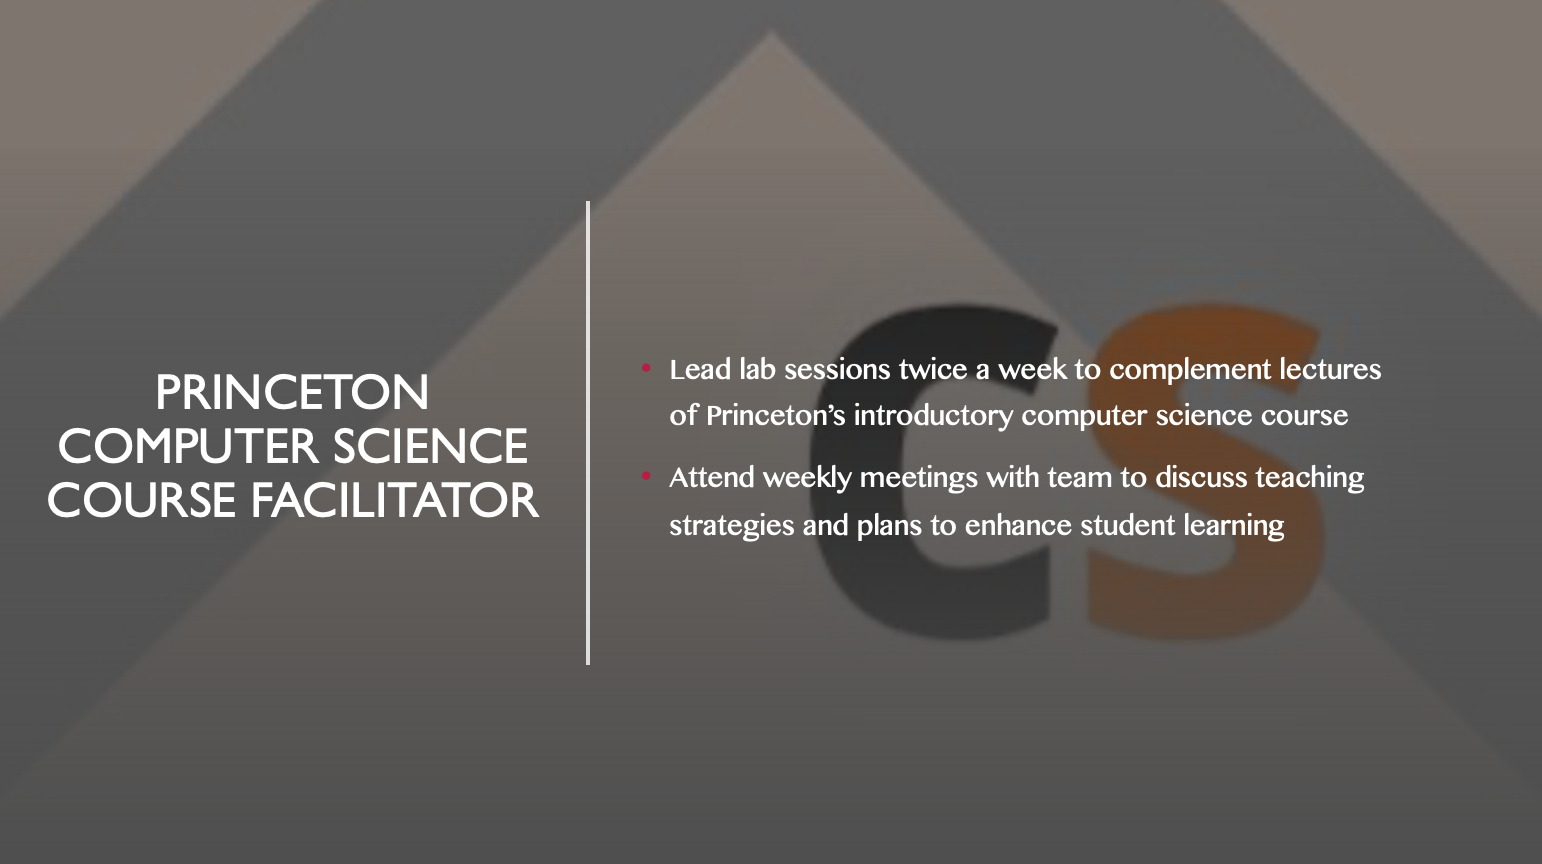 PRINCETON
COMPUTER SCIENCE
COURSE FACILITATOR
• Lead lab sessions twice a week to complement lectures
of Princeton’s introductory computer science course
• Attend weekly meetings with team to discuss teaching
strategies and plans to enhance student learning
CS